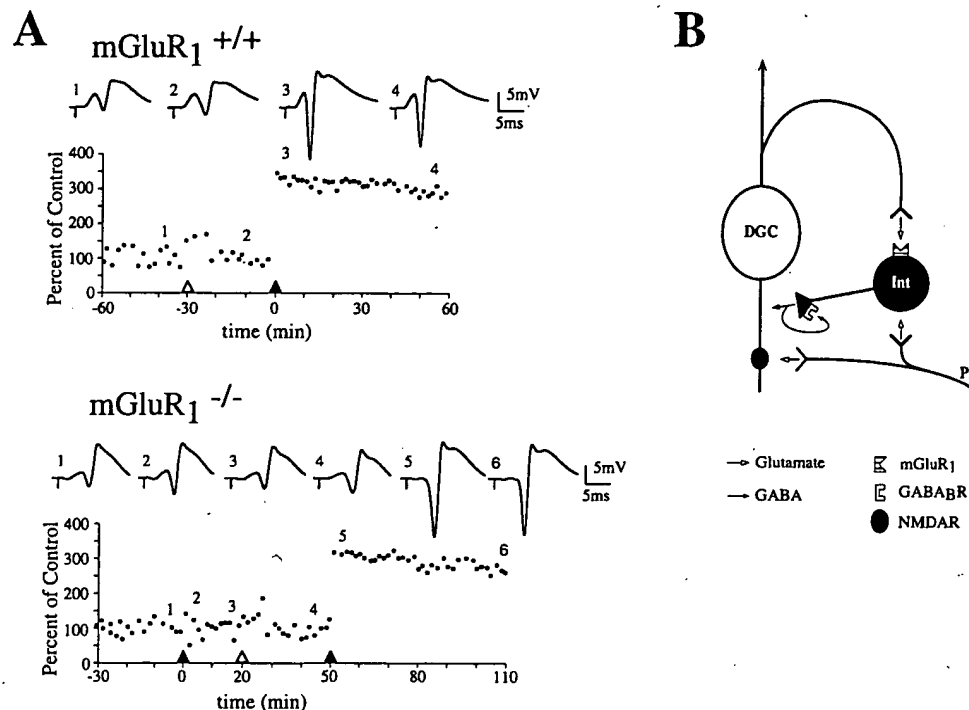 A
mGluR1 +/+
1 2 3 4
5mV
5ms
Percent of Control
400
300
200
100
0
3 4
1 2
-60 -30 0 30 60
time (min)
mGluR1 -/-
1 2 3 4 5 6
5mV
5ms
Percent of Control
400
300
200
100
0
5 6
1 2 3 4
-30 0 20 50 80 110
time (min)
B
DGC
Int
P
Glutamate
GABA
mGluR1
GABABR
NMDAR